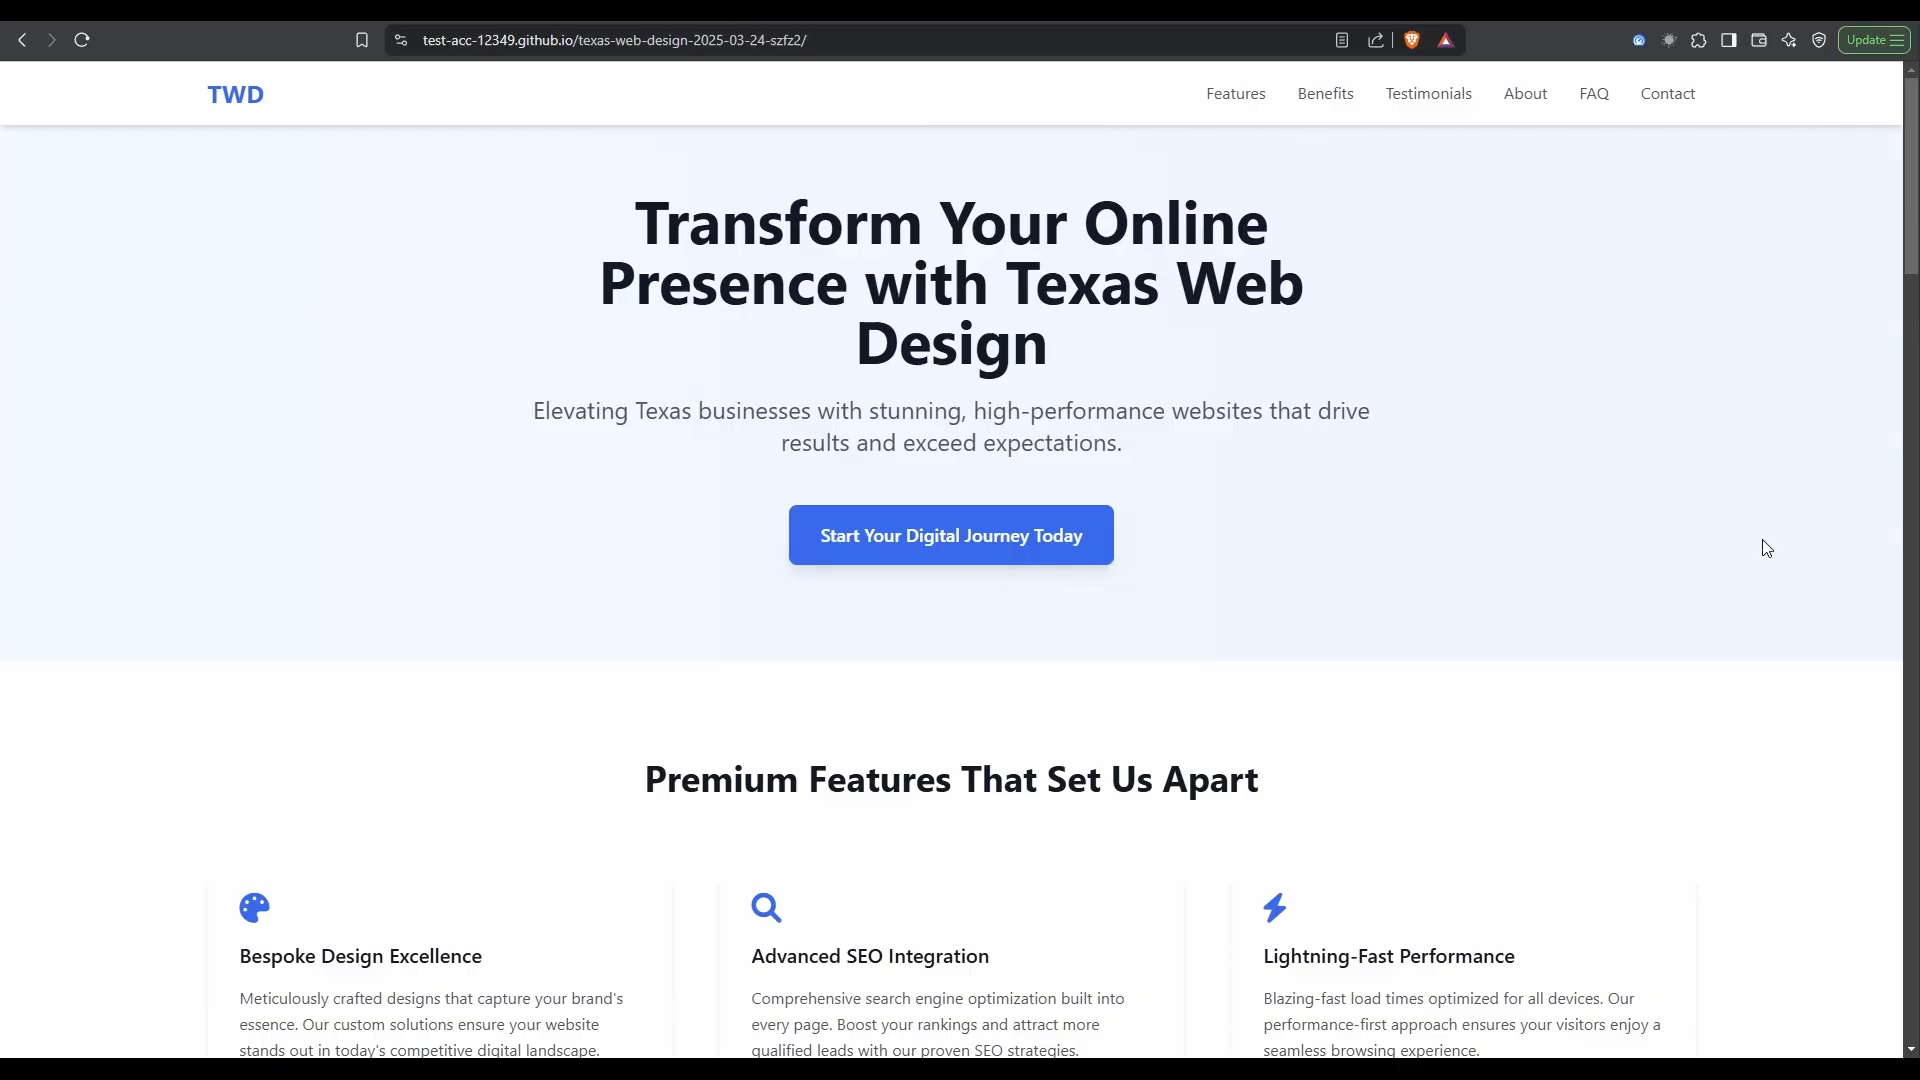 test-acc-12349.github.io/texas-web-design-2025-03-24-szfz2/
Update
TWD
Features
Benefits
Testimonials
About
FAQ
Contact
Transform Your Online
Presence with Texas Web
Design
Elevating Texas businesses with stunning, high-performance websites that drive
results and exceed expectations.
Start Your Digital Journey Today
Premium Features That Set Us Apart
Bespoke Design Excellence
Meticulously crafted designs that capture your brand's
essence. Our custom solutions ensure your website
stands out in today's competitive digital landscape.
Advanced SEO Integration
Comprehensive search engine optimization built into
every page. Boost your rankings and attract more
qualified leads with our proven SEO strategies.
Lightning-Fast Performance
Blazing-fast load times optimized for all devices. Our
performance-first approach ensures your visitors enjoy a
seamless browsing experience.